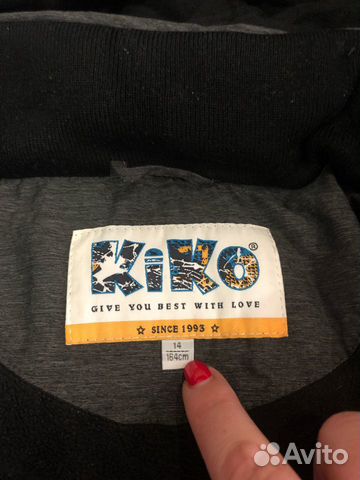 KiKo®
GIVE YOU BEST WITH LOVE
☆ SINCE 1993 ☆
14
164cm
Avito